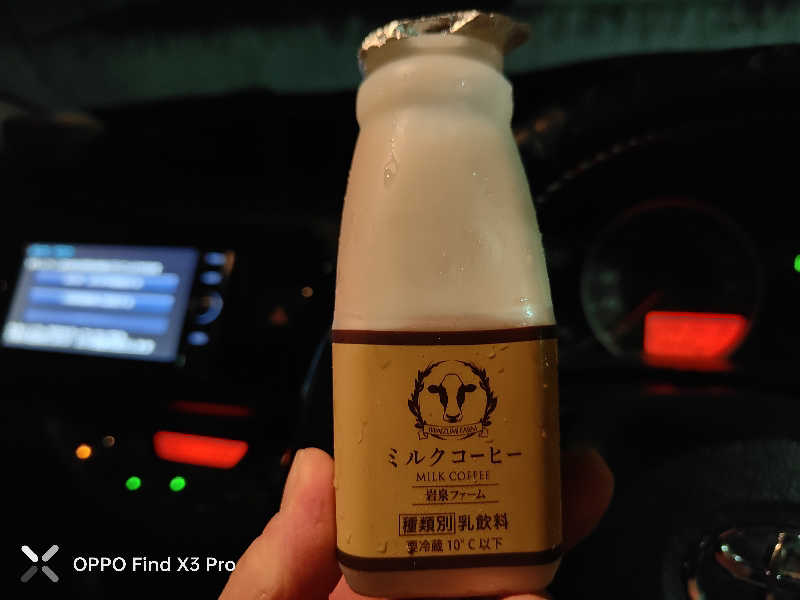 IWAIZUMI FARM
ミルクコーヒー
MILK COFFEE
岩泉ファーム
種類別 乳飲料
要冷蔵 10°C以下
OPPO Find X3 Pro